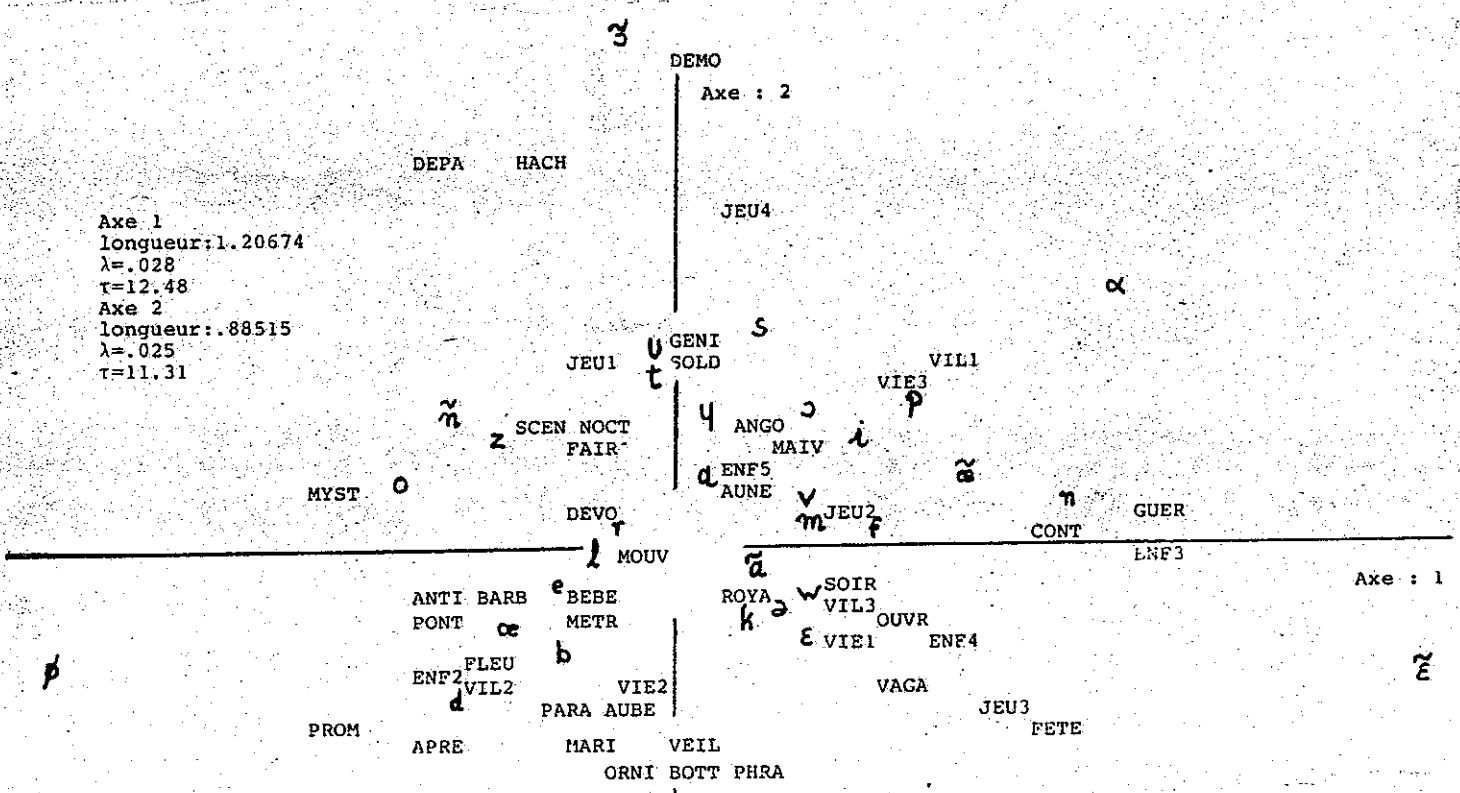 ɔ̃
DEMO
Axe : 2
DEPA HACH
JEU4
Axe 1
longueur:1.20674
λ=.028
τ=12.48
Axe 2
longueur:.88515
λ=.025
τ=11.31
α
s
U GENI
JEU1 t SOLD
VIL1
VIE3
p
ñ
z SCEN NOCT
FAIR
ɥ ANGO ɔ
MAIV i
MYST o
d ENF5
AUNE
œ̃
v
m JEU2 f
n GUER
CONT
DEVO r
l MOUV
ENF3
Axe : 1
ã
ANTI BARB e BEBE
PONT œ METR
ROYA ə w SOIR
k VIL3
OUVR
ɛ VIE1 ENF4
b
ø
ɛ̃
FLEU
ENF2 VIL2
d
VIE2
VAGA
PARA AUBE
JEU3
PROM
FETE
APRE MARI VEIL
ORNI BOTT PHRA